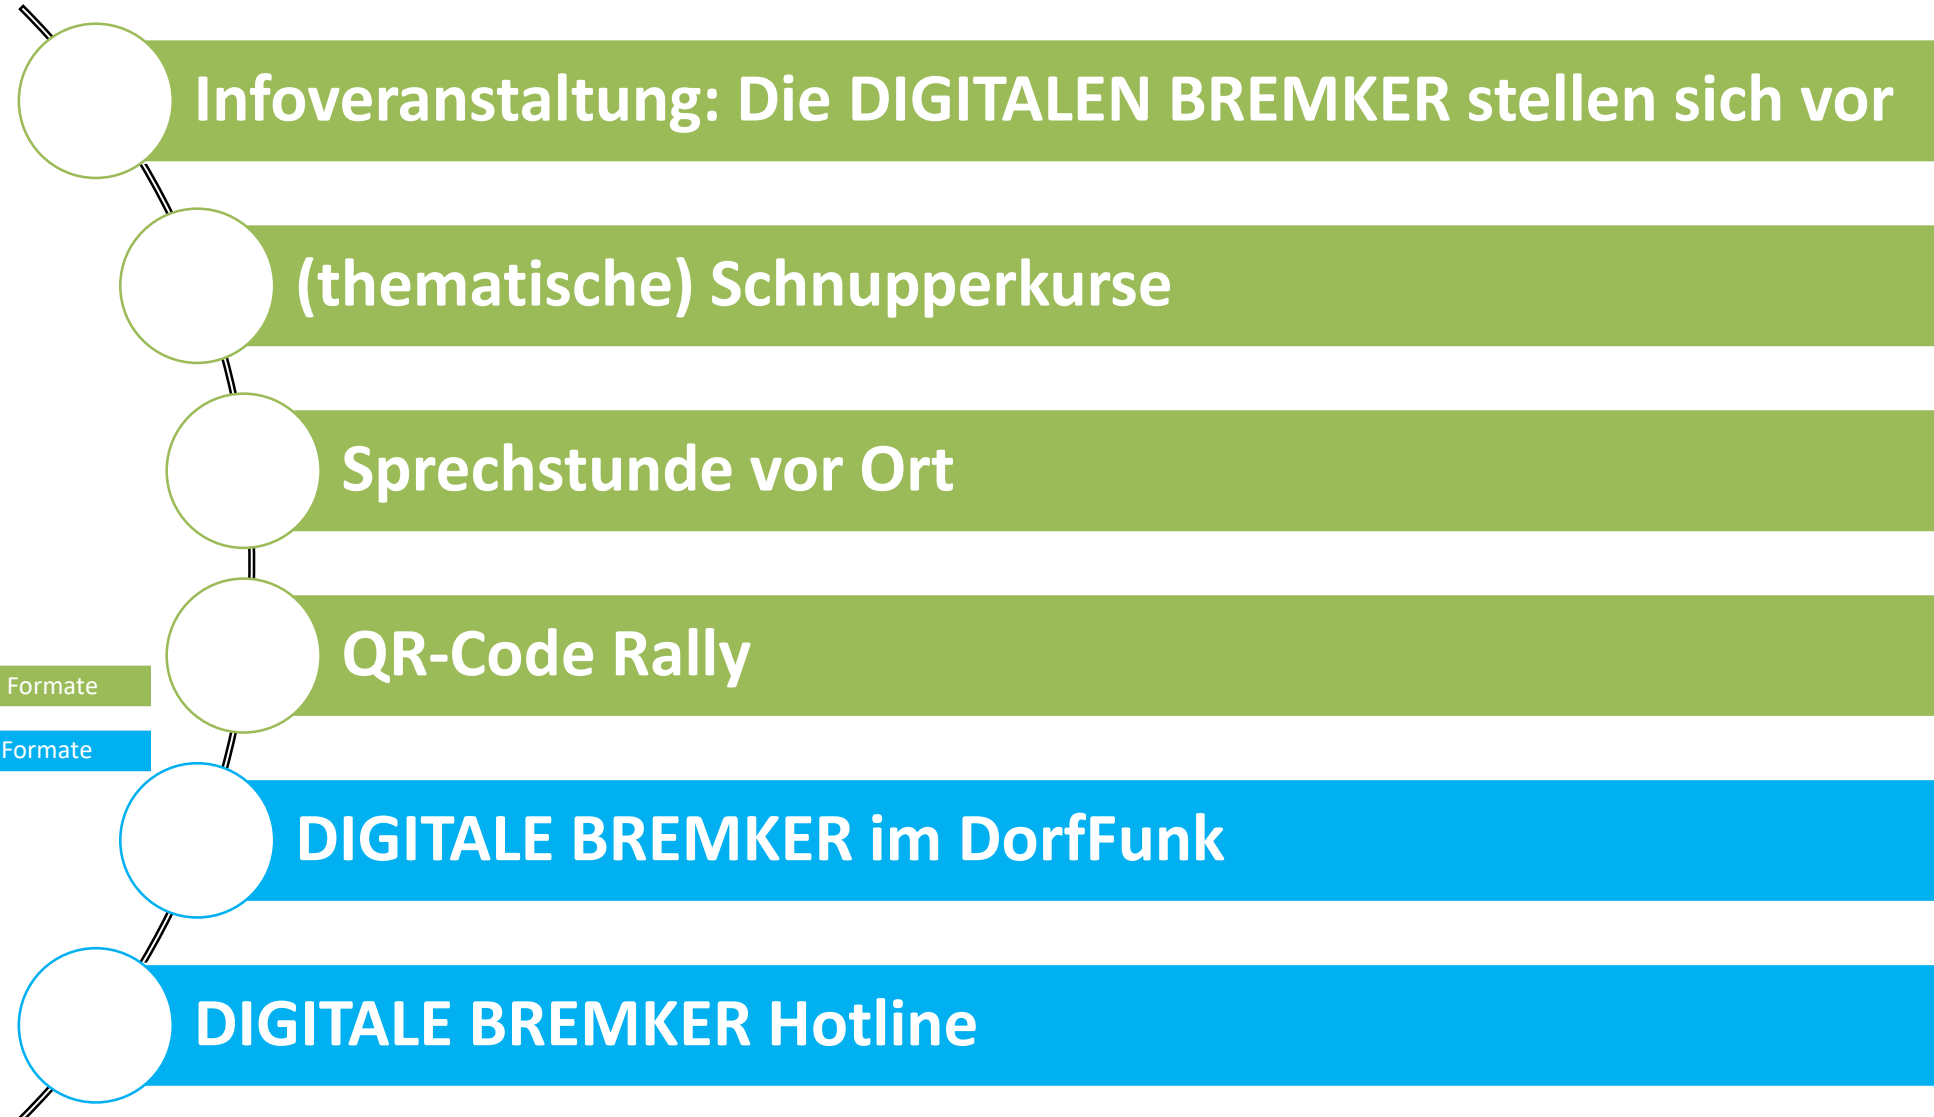 Infoveranstaltung: Die DIGITALEN BREMKER stellen sich vor
(thematische) Schnupperkurse
Sprechstunde vor Ort
QR-Code Rally
Formate
Formate
DIGITALE BREMKER im DorfFunk
DIGITALE BREMKER Hotline